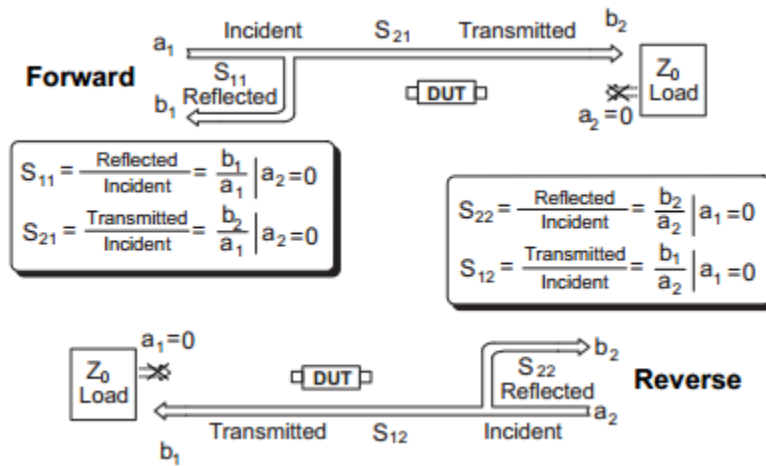 a1 Incident S21 Transmitted b2
Forward
S11
Reflected
b1
DUT
Z0
Load
a2=0
S11 = Reflected/Incident = b1/a1 | a2=0
S21 = Transmitted/Incident = b2/a1 | a2=0
S22 = Reflected/Incident = b2/a2 | a1=0
S12 = Transmitted/Incident = b1/a2 | a1=0
a1=0
Z0
Load
DUT
b2
S22
Reflected
Reverse
a2
Transmitted S12 Incident
b1